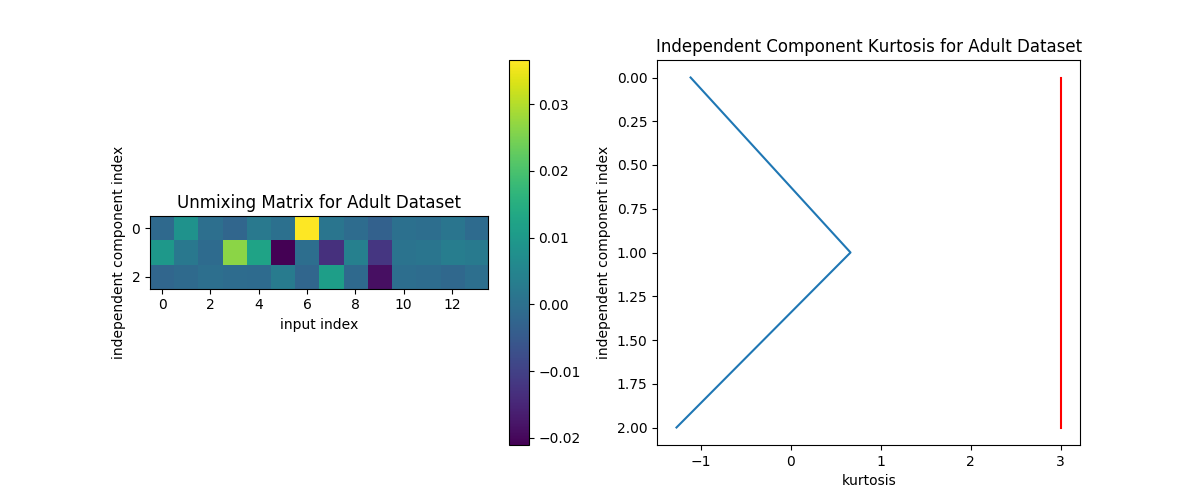 Unmixing Matrix for Adult Dataset
independent component index
0
2
0 2 4 6 8 10 12
input index
0.03
0.02
0.01
0.00
−0.01
−0.02
Independent Component Kurtosis for Adult Dataset
independent component index
0.00
0.25
0.50
0.75
1.00
1.25
1.50
1.75
2.00
−1 0 1 2 3
kurtosis